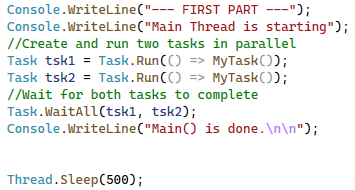 Console.WriteLine("--- FIRST PART ---");
Console.WriteLine("Main Thread is starting");
//Create and run two tasks in parallel
Task tsk1 = Task.Run(() => MyTask());
Task tsk2 = Task.Run(() => MyTask());
//Wait for both tasks to complete
Task.WaitAll(tsk1, tsk2);
Console.WriteLine("Main() is done.\n\n");
Thread.Sleep(500);